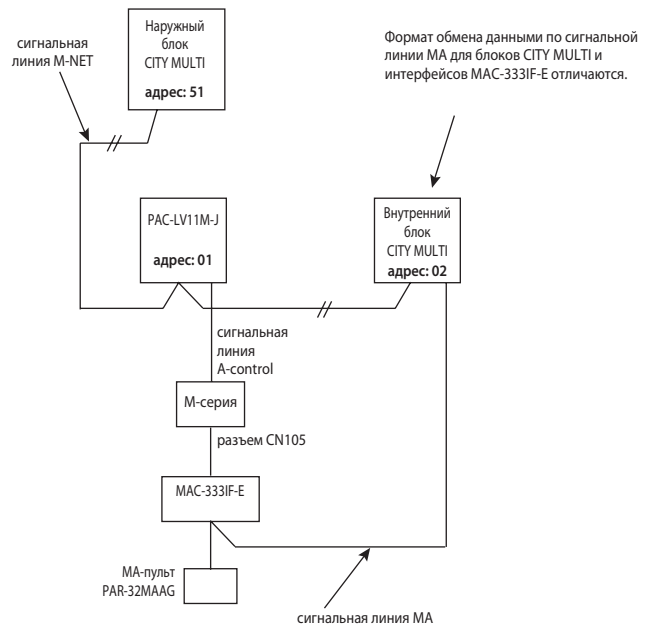 сигнальная
линия M-NET
Наружный
блок
CITY MULTI
адрес: 51
Формат обмена данными по сигнальной
линии МА для блоков CITY MULTI и
интерфейсов MAC-333IF-E отличаются.
PAC-LV11M-J
адрес: 01
Внутренний
блок
CITY MULTI
адрес: 02
сигнальная
линия
A-control
М-серия
разъем CN105
MAC-333IF-E
МА-пульт
PAR-32MAAG
сигнальная линия МА